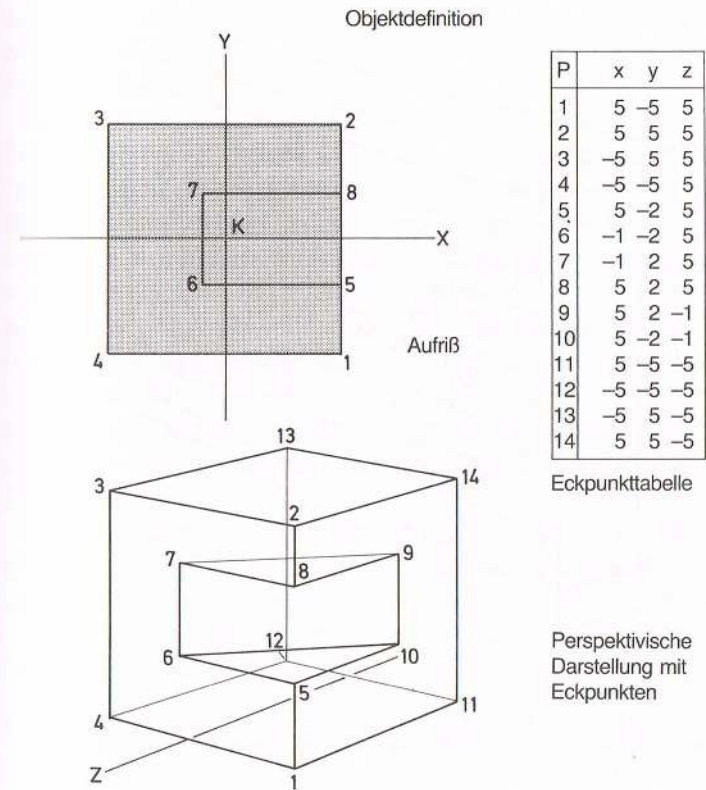 Objektdefinition
Y
3 2
7 8
K
X
6 5
4 1
Aufriß
P x y z
1 5 –5 5
2 5 5 5
3 –5 5 5
4 –5 –5 5
5 5 –2 5
6 –1 –2 5
7 –1 2 5
8 5 2 5
9 5 2 –1
10 5 –2 –1
11 5 –5 –5
12 –5 –5 –5
13 –5 5 –5
14 5 5 –5
Eckpunkttabelle
13
14
3
2
7 9
8
12
6 10
5
11
4
Z
1
Perspektivische
Darstellung mit
Eckpunkten